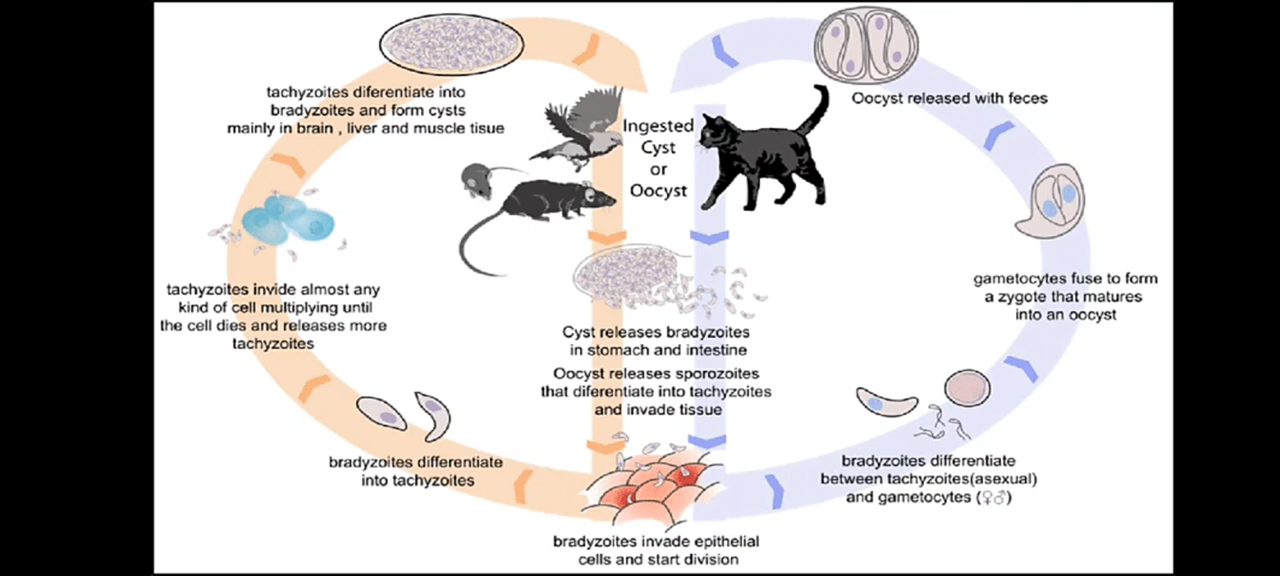 tachyzoites diferentiate into
bradyzoites and form cysts
mainly in brain , liver and muscle tisue
Ingested
Cyst
or
Oocyst
Oocyst released with feces
tachyzoites invide almost any
kind of cell multiplying until
the cell dies and releases more
tachyzoites
Cyst releases bradyzoites
in stomach and intestine
Oocyst releases sporozoites
that diferentiate into tachyzoites
and invade tissue
gametocytes fuse to form
a zygote that matures
into an oocyst
bradyzoites differentiate
into tachyzoites
bradyzoites differentiate
between tachyzoites(asexual)
and gametocytes (♀♂)
bradyzoites invade epithelial
cells and start division